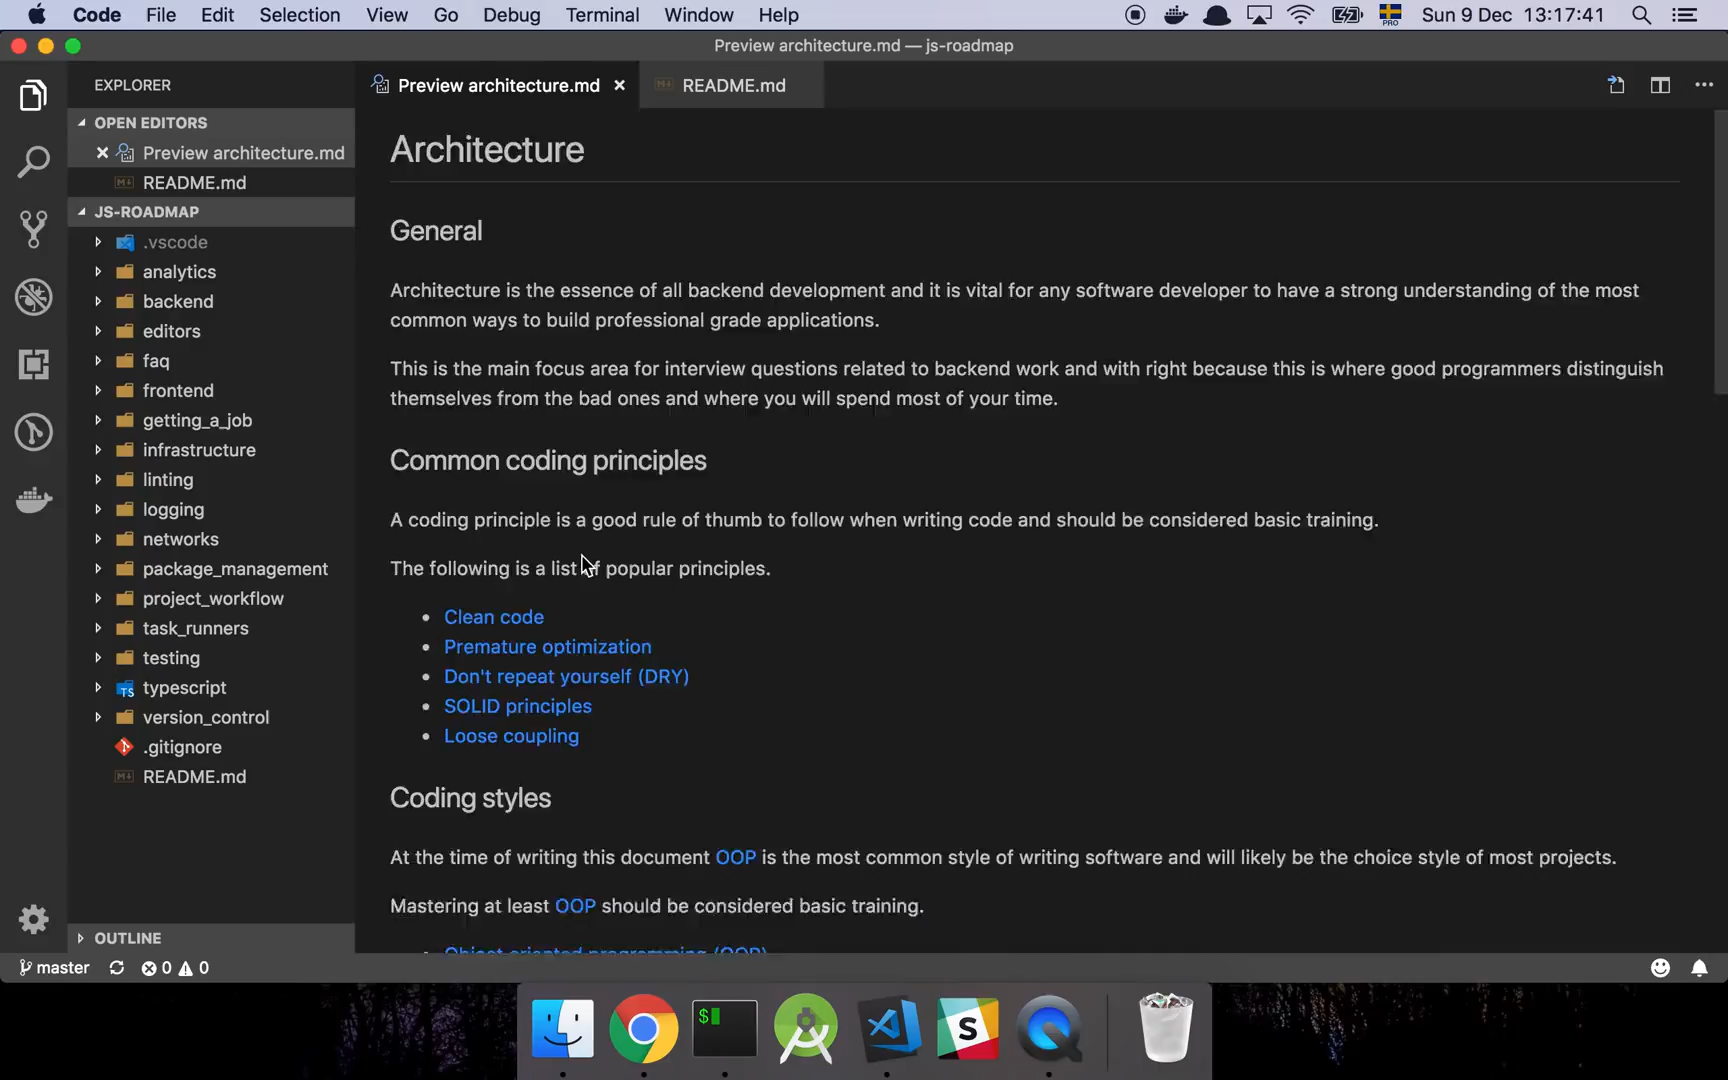 Code File Edit Selection View Go Debug Terminal Window Help PRO Sun 9 Dec 13:17:41
Preview architecture.md — js-roadmap
EXPLORER
OPEN EDITORS
Preview architecture.md
README.md
JS-ROADMAP
.vscode
analytics
backend
editors
faq
frontend
getting_a_job
infrastructure
linting
logging
networks
package_management
project_workflow
task_runners
testing
TS typescript
version_control
.gitignore
README.md
OUTLINE
Preview architecture.md README.md
Architecture
General
Architecture is the essence of all backend development and it is vital for any software developer to have a strong understanding of the most
common ways to build professional grade applications.
This is the main focus area for interview questions related to backend work and with right because this is where good programmers distinguish
themselves from the bad ones and where you will spend most of your time.
Common coding principles
A coding principle is a good rule of thumb to follow when writing code and should be considered basic training.
The following is a list of popular principles.
Clean code
Premature optimization
Don't repeat yourself (DRY)
SOLID principles
Loose coupling
Coding styles
At the time of writing this document OOP is the most common style of writing software and will likely be the choice style of most projects.
Mastering at least OOP should be considered basic training.
Object oriented programming (OOP)
master 0 0
$
S